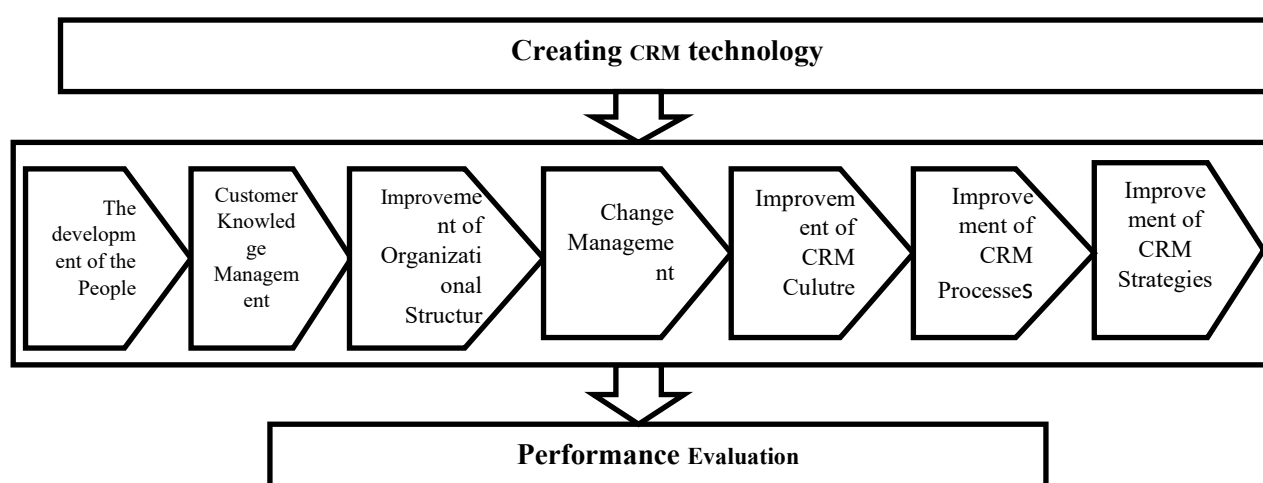 Creating CRM technology
The
developm
ent of the
People
Customer
Knowled
ge
Managem
ent
Improveme
nt of
Organizati
onal
Structur
Change
Manageme
nt
Improvem
ent of
CRM
Culutre
Improve
ment of
CRM
Processes
Improve
ment of
CRM
Strategies
Performance Evaluation